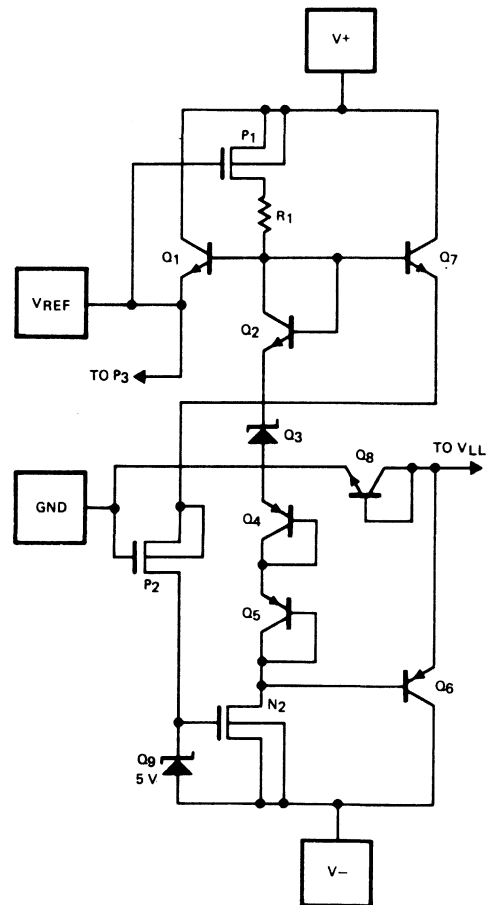 V+
P1
R1
Q1
Q7
VREF
Q2
TO P3
Q3
Q8
TO VLL
GND
Q4
P2
Q5
Q6
N2
Q9
5 V
V−